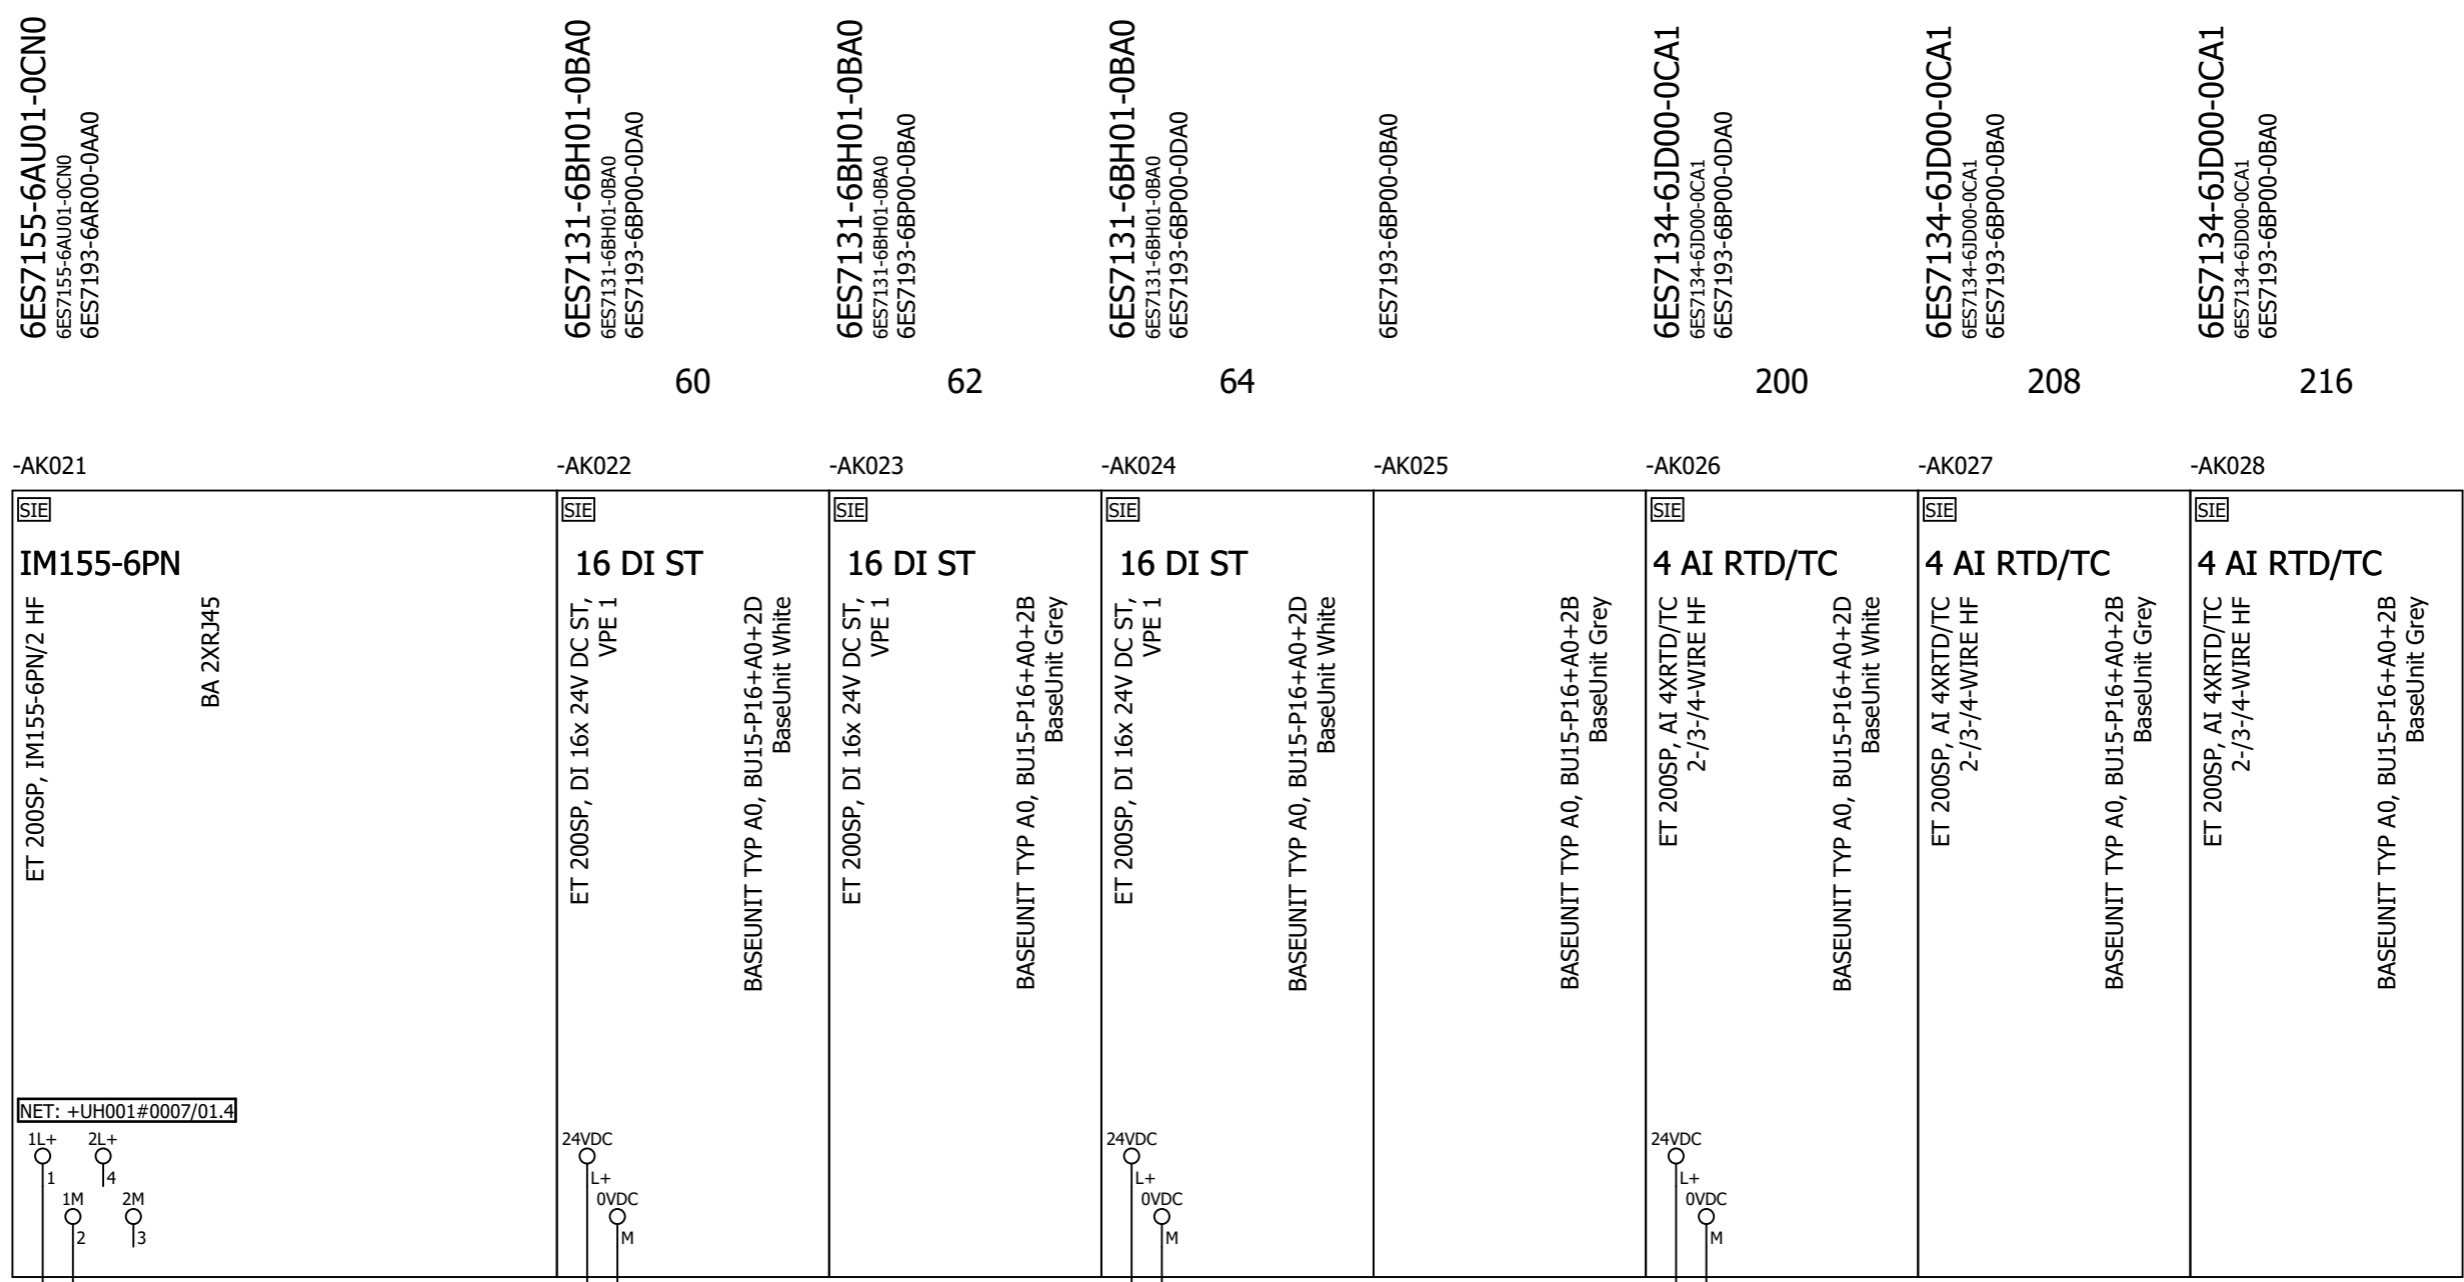 6ES7155-6AU01-0CN0
6ES7155-6AU01-0CN0
6ES7193-6AR00-0AA0
6ES7131-6BH01-0BA0
6ES7131-6BH01-0BA0
6ES7193-6BP00-0DA0
6ES7131-6BH01-0BA0
6ES7131-6BH01-0BA0
6ES7193-6BP00-0BA0
6ES7131-6BH01-0BA0
6ES7131-6BH01-0BA0
6ES7193-6BP00-0DA0
6ES7193-6BP00-0BA0
6ES7134-6JD00-0CA1
6ES7134-6JD00-0CA1
6ES7193-6BP00-0DA0
6ES7134-6JD00-0CA1
6ES7134-6JD00-0CA1
6ES7193-6BP00-0BA0
6ES7134-6JD00-0CA1
6ES7134-6JD00-0CA1
6ES7193-6BP00-0BA0
60 62 64 200 208 216
-AK021 -AK022 -AK023 -AK024 -AK025 -AK026 -AK027 -AK028
SIE
IM155-6PN
ET 200SP, IM155-6PN/2 HF
BA 2XRJ45
NET: +UH001#0007/01.4
1L+ 2L+
1 4
1M 2M
2 3
SIE
16 DI ST
ET 200SP, DI 16x 24V DC ST,
VPE 1
BASEUNIT TYP A0, BU15-P16+A0+2D
BaseUnit White
24VDC
L+
0VDC
M
SIE
16 DI ST
ET 200SP, DI 16x 24V DC ST,
VPE 1
BASEUNIT TYP A0, BU15-P16+A0+2B
BaseUnit Grey
SIE
16 DI ST
ET 200SP, DI 16x 24V DC ST,
VPE 1
BASEUNIT TYP A0, BU15-P16+A0+2D
BaseUnit White
24VDC
L+
0VDC
M
BASEUNIT TYP A0, BU15-P16+A0+2B
BaseUnit Grey
SIE
4 AI RTD/TC
ET 200SP, AI 4XRTD/TC
2-/3-/4-WIRE HF
BASEUNIT TYP A0, BU15-P16+A0+2D
BaseUnit White
24VDC
L+
0VDC
M
SIE
4 AI RTD/TC
ET 200SP, AI 4XRTD/TC
2-/3-/4-WIRE HF
BASEUNIT TYP A0, BU15-P16+A0+2B
BaseUnit Grey
SIE
4 AI RTD/TC
ET 200SP, AI 4XRTD/TC
2-/3-/4-WIRE HF
BASEUNIT TYP A0, BU15-P16+A0+2B
BaseUnit Grey